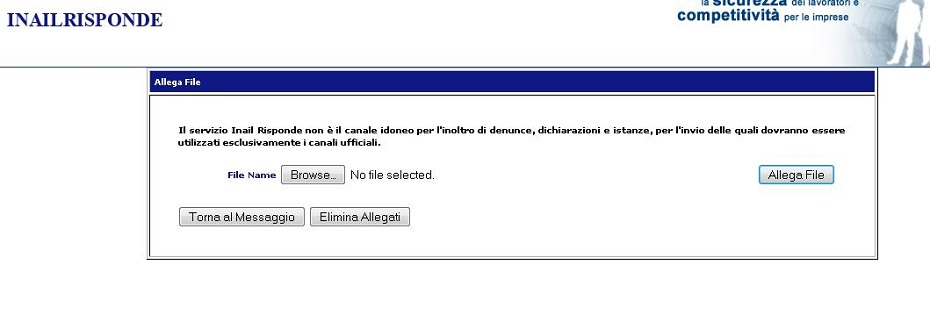 INAILRISPONDE
la sicurezza dei lavoratori e
competitività per le imprese
Allega File
Il servizio Inail Risponde non è il canale idoneo per l'inoltro di denunce, dichiarazioni e istanze, per l'invio delle quali dovranno essere
utilizzati esclusivamente i canali ufficiali.
File Name Browse... No file selected. Allega File
Torna al Messaggio Elimina Allegati